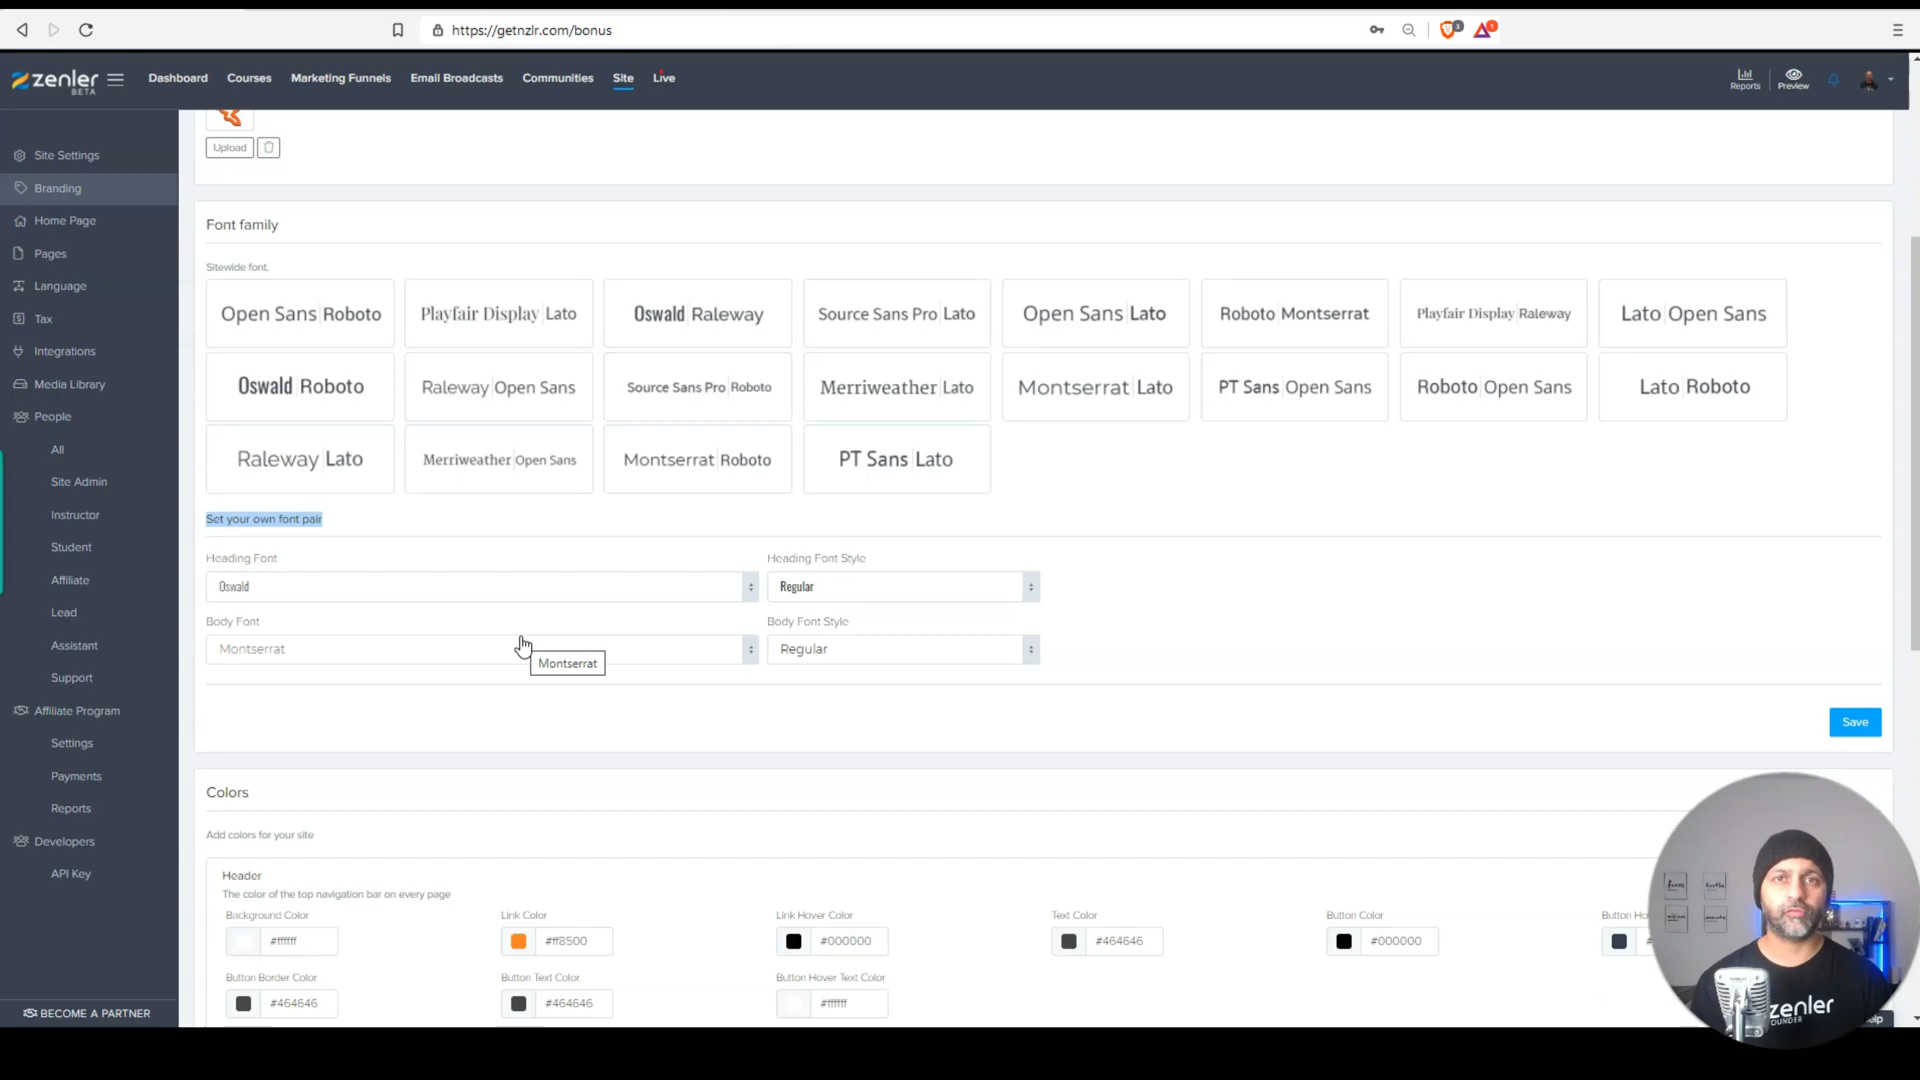 https://getnzlr.com/bonus
3
1
zenler
BETA
Dashboard
Courses
Marketing Funnels
Email Broadcasts
Communities
Site
Live
Reports
Preview
Site Settings
Branding
Home Page
Pages
Language
Tax
Integrations
Media Library
People
All
Site Admin
Instructor
Student
Affiliate
Lead
Assistant
Support
Affiliate Program
Settings
Payments
Reports
Developers
API Key
BECOME A PARTNER
Upload
Font family
Sitewide font.
Open Sans Roboto
Playfair Display Lato
Oswald Raleway
Source Sans Pro Lato
Open Sans Lato
Roboto Montserrat
Playfair Display Raleway
Lato Open Sans
Oswald Roboto
Raleway Open Sans
Source Sans Pro Roboto
Merriweather Lato
Montserrat Lato
PT Sans Open Sans
Roboto Open Sans
Lato Roboto
Raleway Lato
Merriweather Open Sans
Montserrat Roboto
PT Sans Lato
Set your own font pair
Heading Font
Heading Font Style
Oswald
Regular
Body Font
Body Font Style
Montserrat
Regular
Montserrat
Save
Colors
Add colors for your site
Header
The color of the top navigation bar on every page
Background Color
Link Color
Link Hover Color
Text Color
Button Color
Button Ho
#ffffff
#ff8500
#000000
#464646
#000000
#
Button Border Color
Button Text Color
Button Hover Text Color
#464646
#464646
#ffffff
zenler
OUNDER
elp